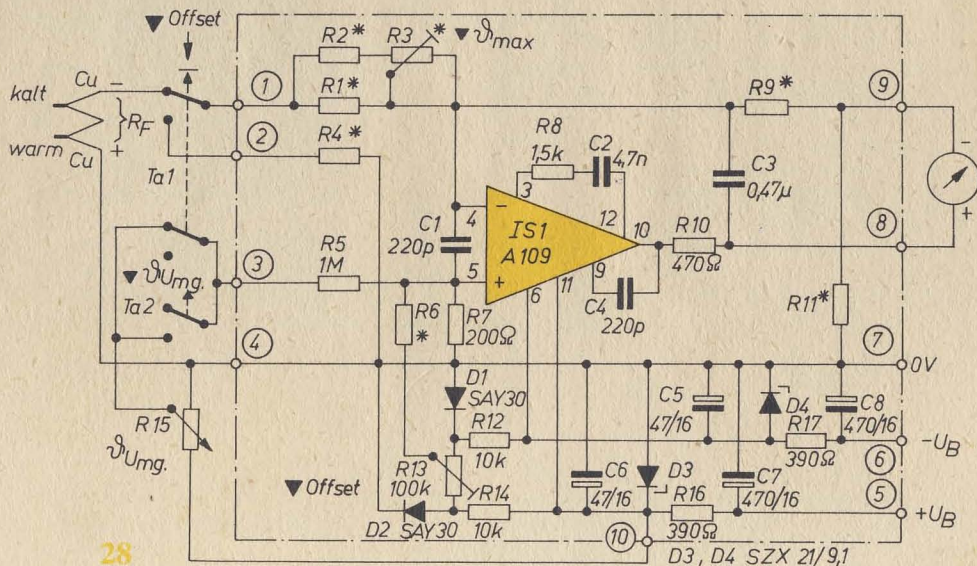 ▼ Offset
R2* R3 ▼ ϑmax
kalt Cu − 1 R1* R9* 9
RF
warm + Cu 2 R4*
R8 1,5k C2 4,7n
C3 0,47µ
− +
Ta1
3 4 − IS1 A109 12 10 R10 470Ω 8
C1 220p
R5 1M
3 5 + 6 11 9
▼ ϑUmg.
C4 220p
Ta2
R6* R7 200Ω R11*
4 7
0V
D1 SAY30
C5 47/16 D4 C8 470/16
R15 ϑUmg.
R12 10k
R17 390Ω −UB
6
R13 100k
▼ Offset
R14 10k
C6 47/16 D3 C7 470/16
5
R16 390Ω +UB
D2 SAY30
10
D3, D4 SZX 21/9,1
28